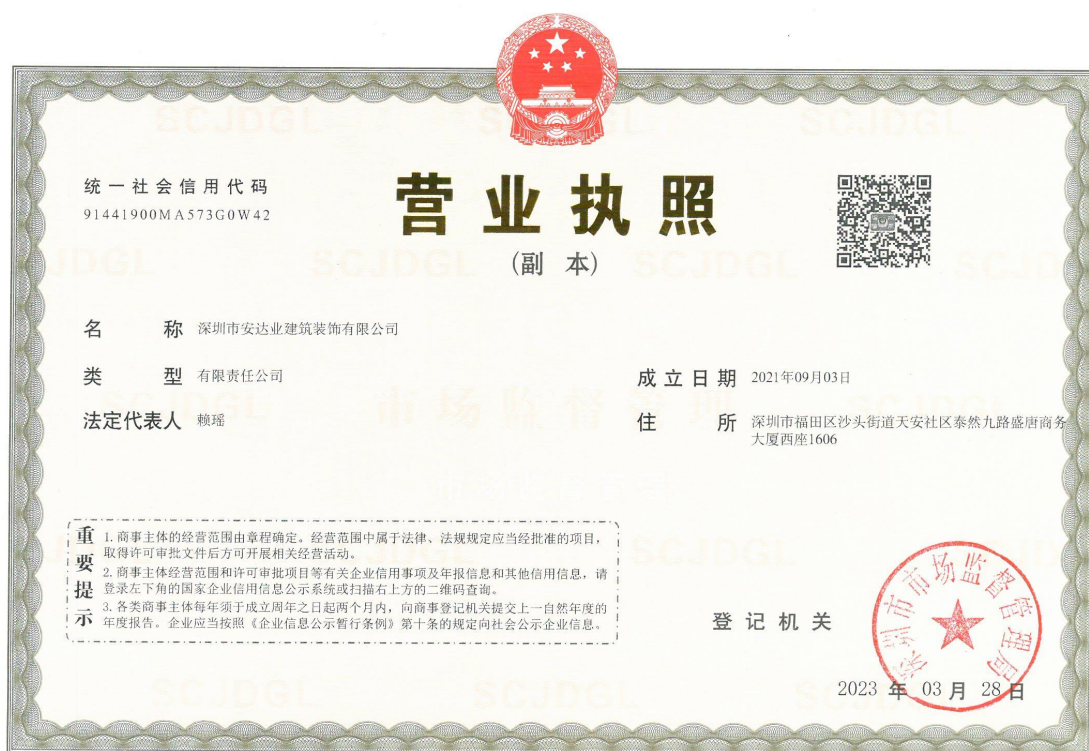 统一社会信用代码
91441900MA573G0W42
营业执照
(副 本)
名 称 深圳市安达业建筑装饰有限公司
类 型 有限责任公司
法定代表人 赖瑶
成立日期 2021年09月03日
住 所 深圳市福田区沙头街道天安社区泰然九路盛唐商务
大厦西座1606
重要提示
1. 商事主体的经营范围由章程确定。经营范围中属于法律、法规规定应当经批准的项目，
取得许可审批文件后方可开展相关经营活动。
2. 商事主体经营范围和许可审批项目等有关企业信用事项及年报信息和其他信用信息，请
登录左下角的国家企业信用信息公示系统或扫描右上方的二维码查询。
3. 各类商事主体每年须于成立周年之日起两个月内，向商事登记机关提交上一自然年度的
年度报告。企业应当按照《企业信息公示暂行条例》第十条的规定向社会公示企业信息。
登记机关
深圳市市场监督管理局
2023 年 03 月 28 日
SCJDGL
市场监督管理